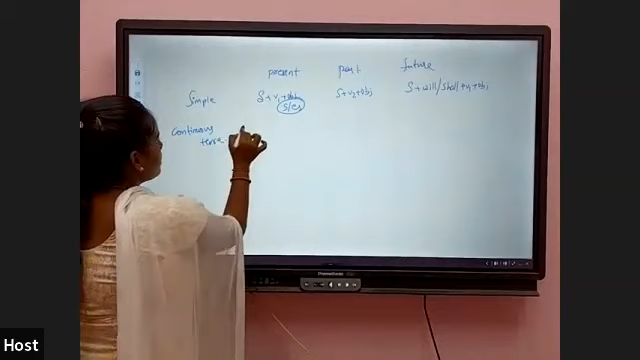 present past future
Simple S + V1 + obj S + V2 + obj S + will/shall + V1 + obj
s/es
Continuous
tense
Host